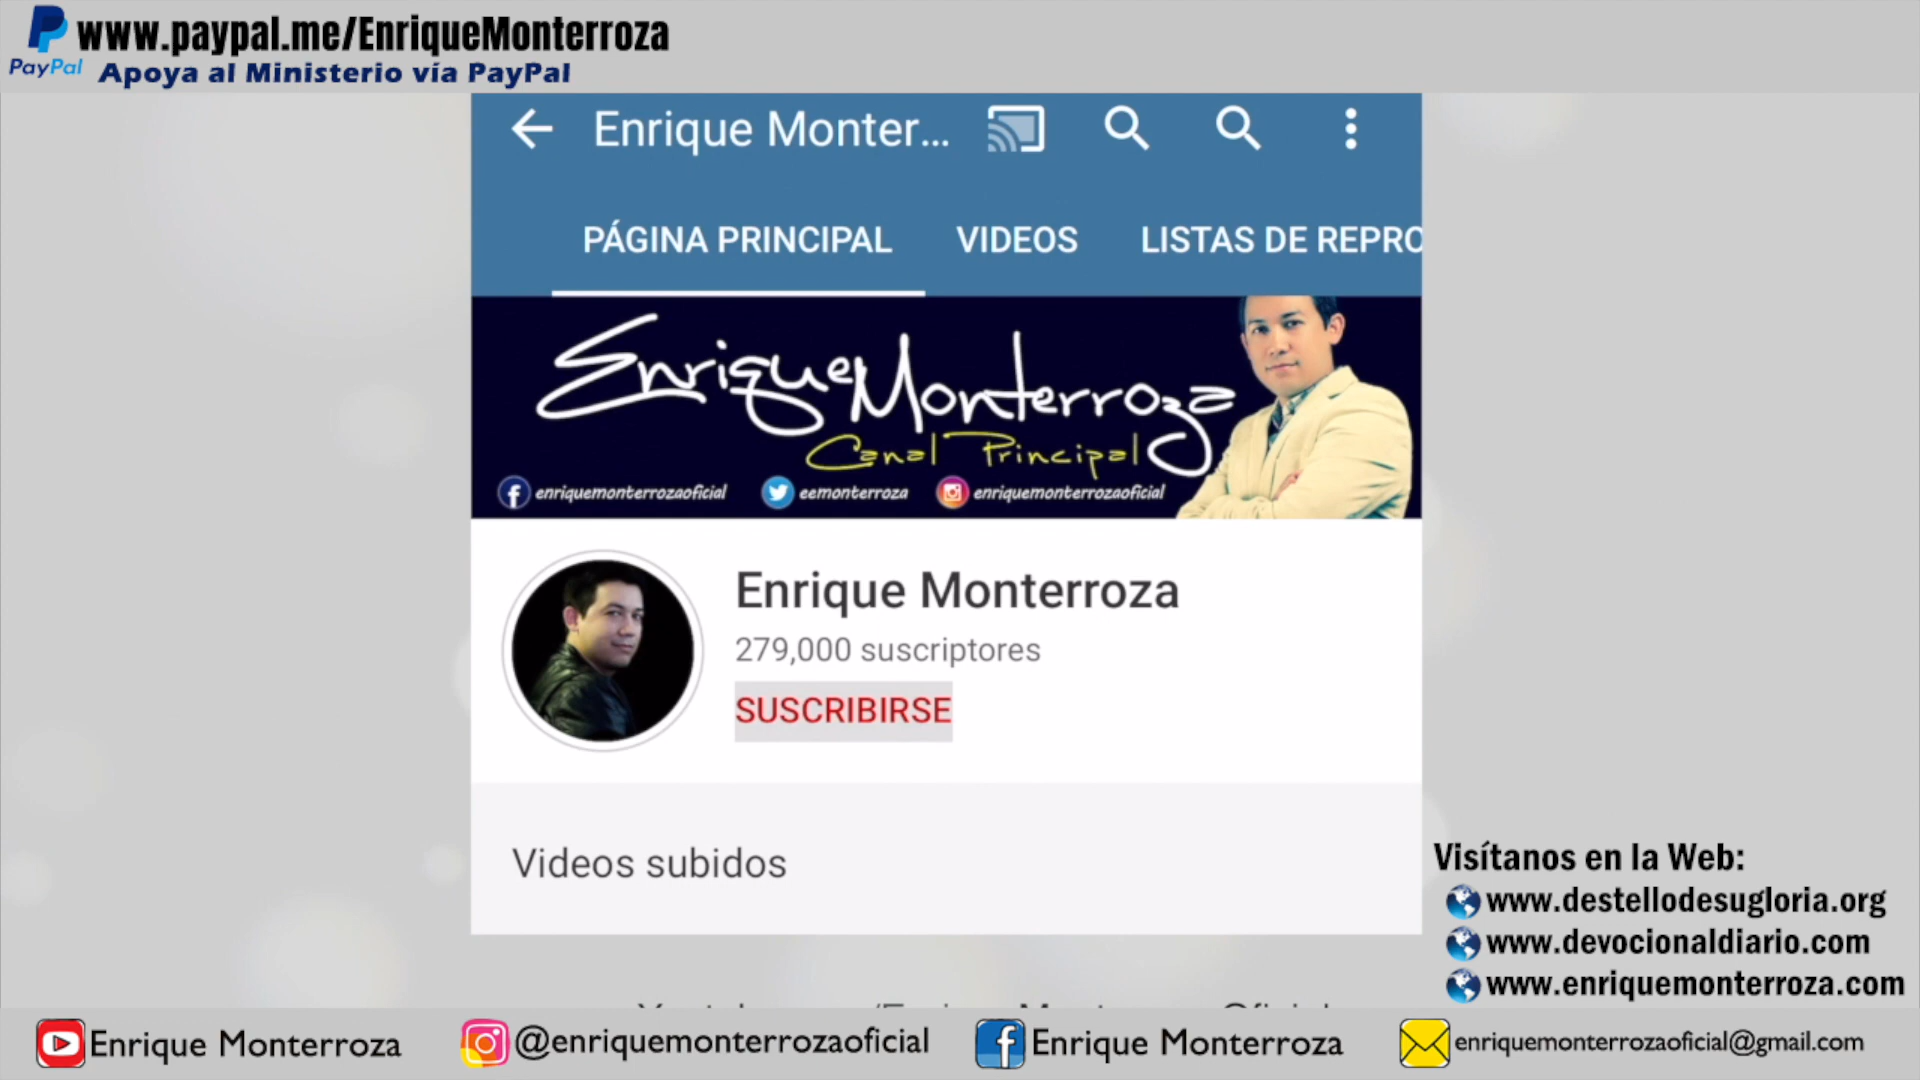 www.paypal.me/EnriqueMonterroza
PayPal Apoya al Ministerio vía PayPal
Enrique Monter...
PÁGINA PRINCIPAL VIDEOS LISTAS DE REPRO
Enrique Monterroza
Canal Principal
enriquemonterrozaoficial eemonterroza enriquemonterrozaoficial
Enrique Monterroza
279,000 suscriptores
SUSCRIBIRSE
Videos subidos
Visítanos en la Web:
www.destellodesugloria.org
www.devocionaldiario.com
www.enriquemonterroza.com
Enrique Monterroza @enriquemonterrozaoficial Enrique Monterroza enriquemonterrozaoficial@gmail.com